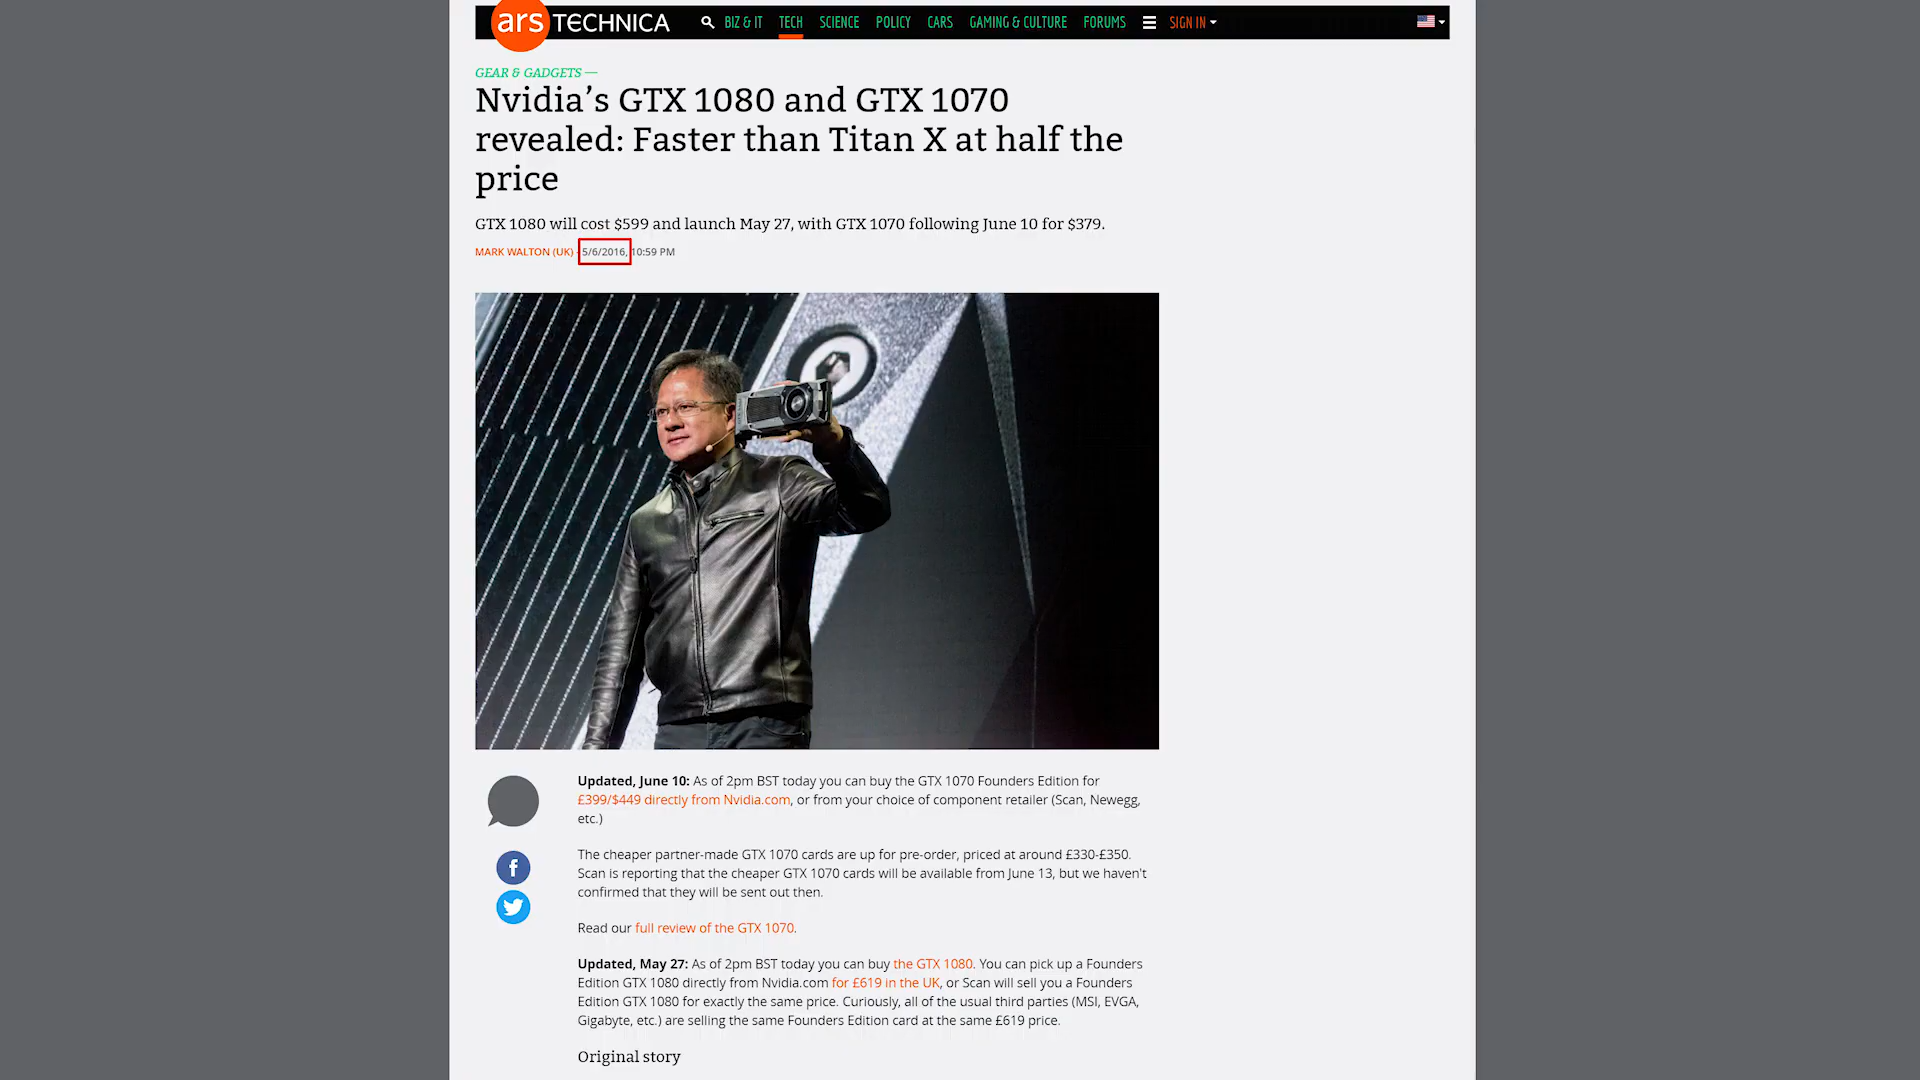 ars TECHNICA BIZ & IT TECH SCIENCE POLICY CARS GAMING & CULTURE FORUMS SIGN IN
GEAR & GADGETS —
Nvidia’s GTX 1080 and GTX 1070
revealed: Faster than Titan X at half the
price
GTX 1080 will cost $599 and launch May 27, with GTX 1070 following June 10 for $379.
MARK WALTON (UK) - 5/6/2016, 10:59 PM
Updated, June 10: As of 2pm BST today you can buy the GTX 1070 Founders Edition for
£399/$449 directly from Nvidia.com, or from your choice of component retailer (Scan, Newegg,
etc.)
The cheaper partner-made GTX 1070 cards are up for pre-order, priced at around £330-£350.
Scan is reporting that the cheaper GTX 1070 cards will be available from June 13, but we haven't
confirmed that they will be sent out then.
Read our full review of the GTX 1070.
Updated, May 27: As of 2pm BST today you can buy the GTX 1080. You can pick up a Founders
Edition GTX 1080 directly from Nvidia.com for £619 in the UK, or Scan will sell you a Founders
Edition GTX 1080 for exactly the same price. Curiously, all of the usual third parties (MSI, EVGA,
Gigabyte, etc.) are selling the same Founders Edition card at the same £619 price.
Original story